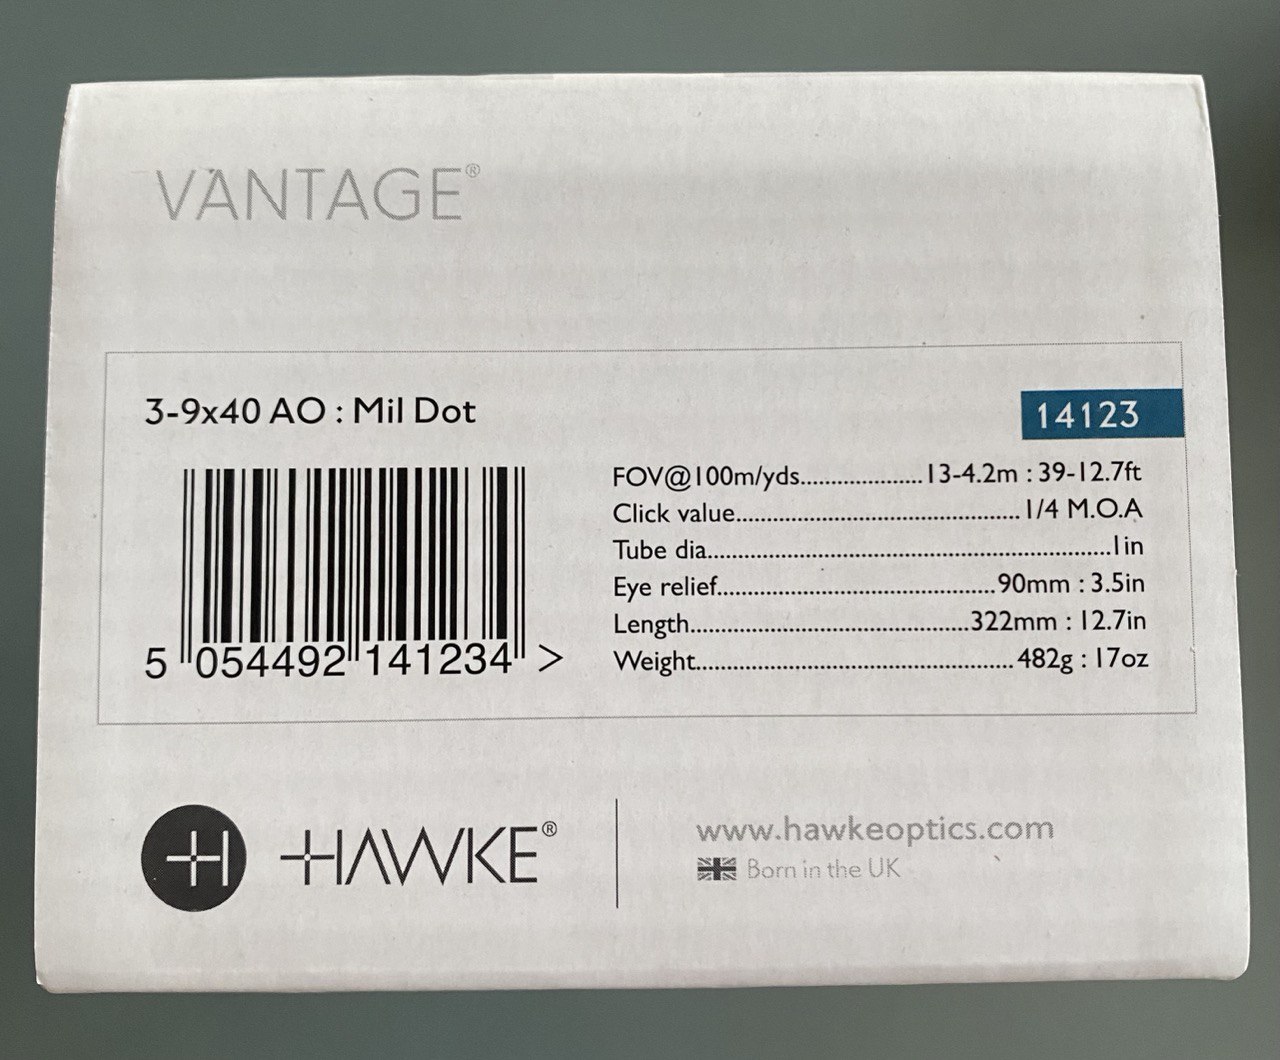 VANTAGE®
3-9x40 AO : Mil Dot
14123
FOV@100m/yds....................13-4.2m : 39-12.7ft
Click value...............................................1/4 M.O.A
Tube dia...................................................................1in
Eye relief..............................................90mm : 3.5in
Length..............................................322mm : 12.7in
Weight.....................................................482g : 17oz
5 054492 141234 >
HAWKE®
www.hawkeoptics.com
Born in the UK